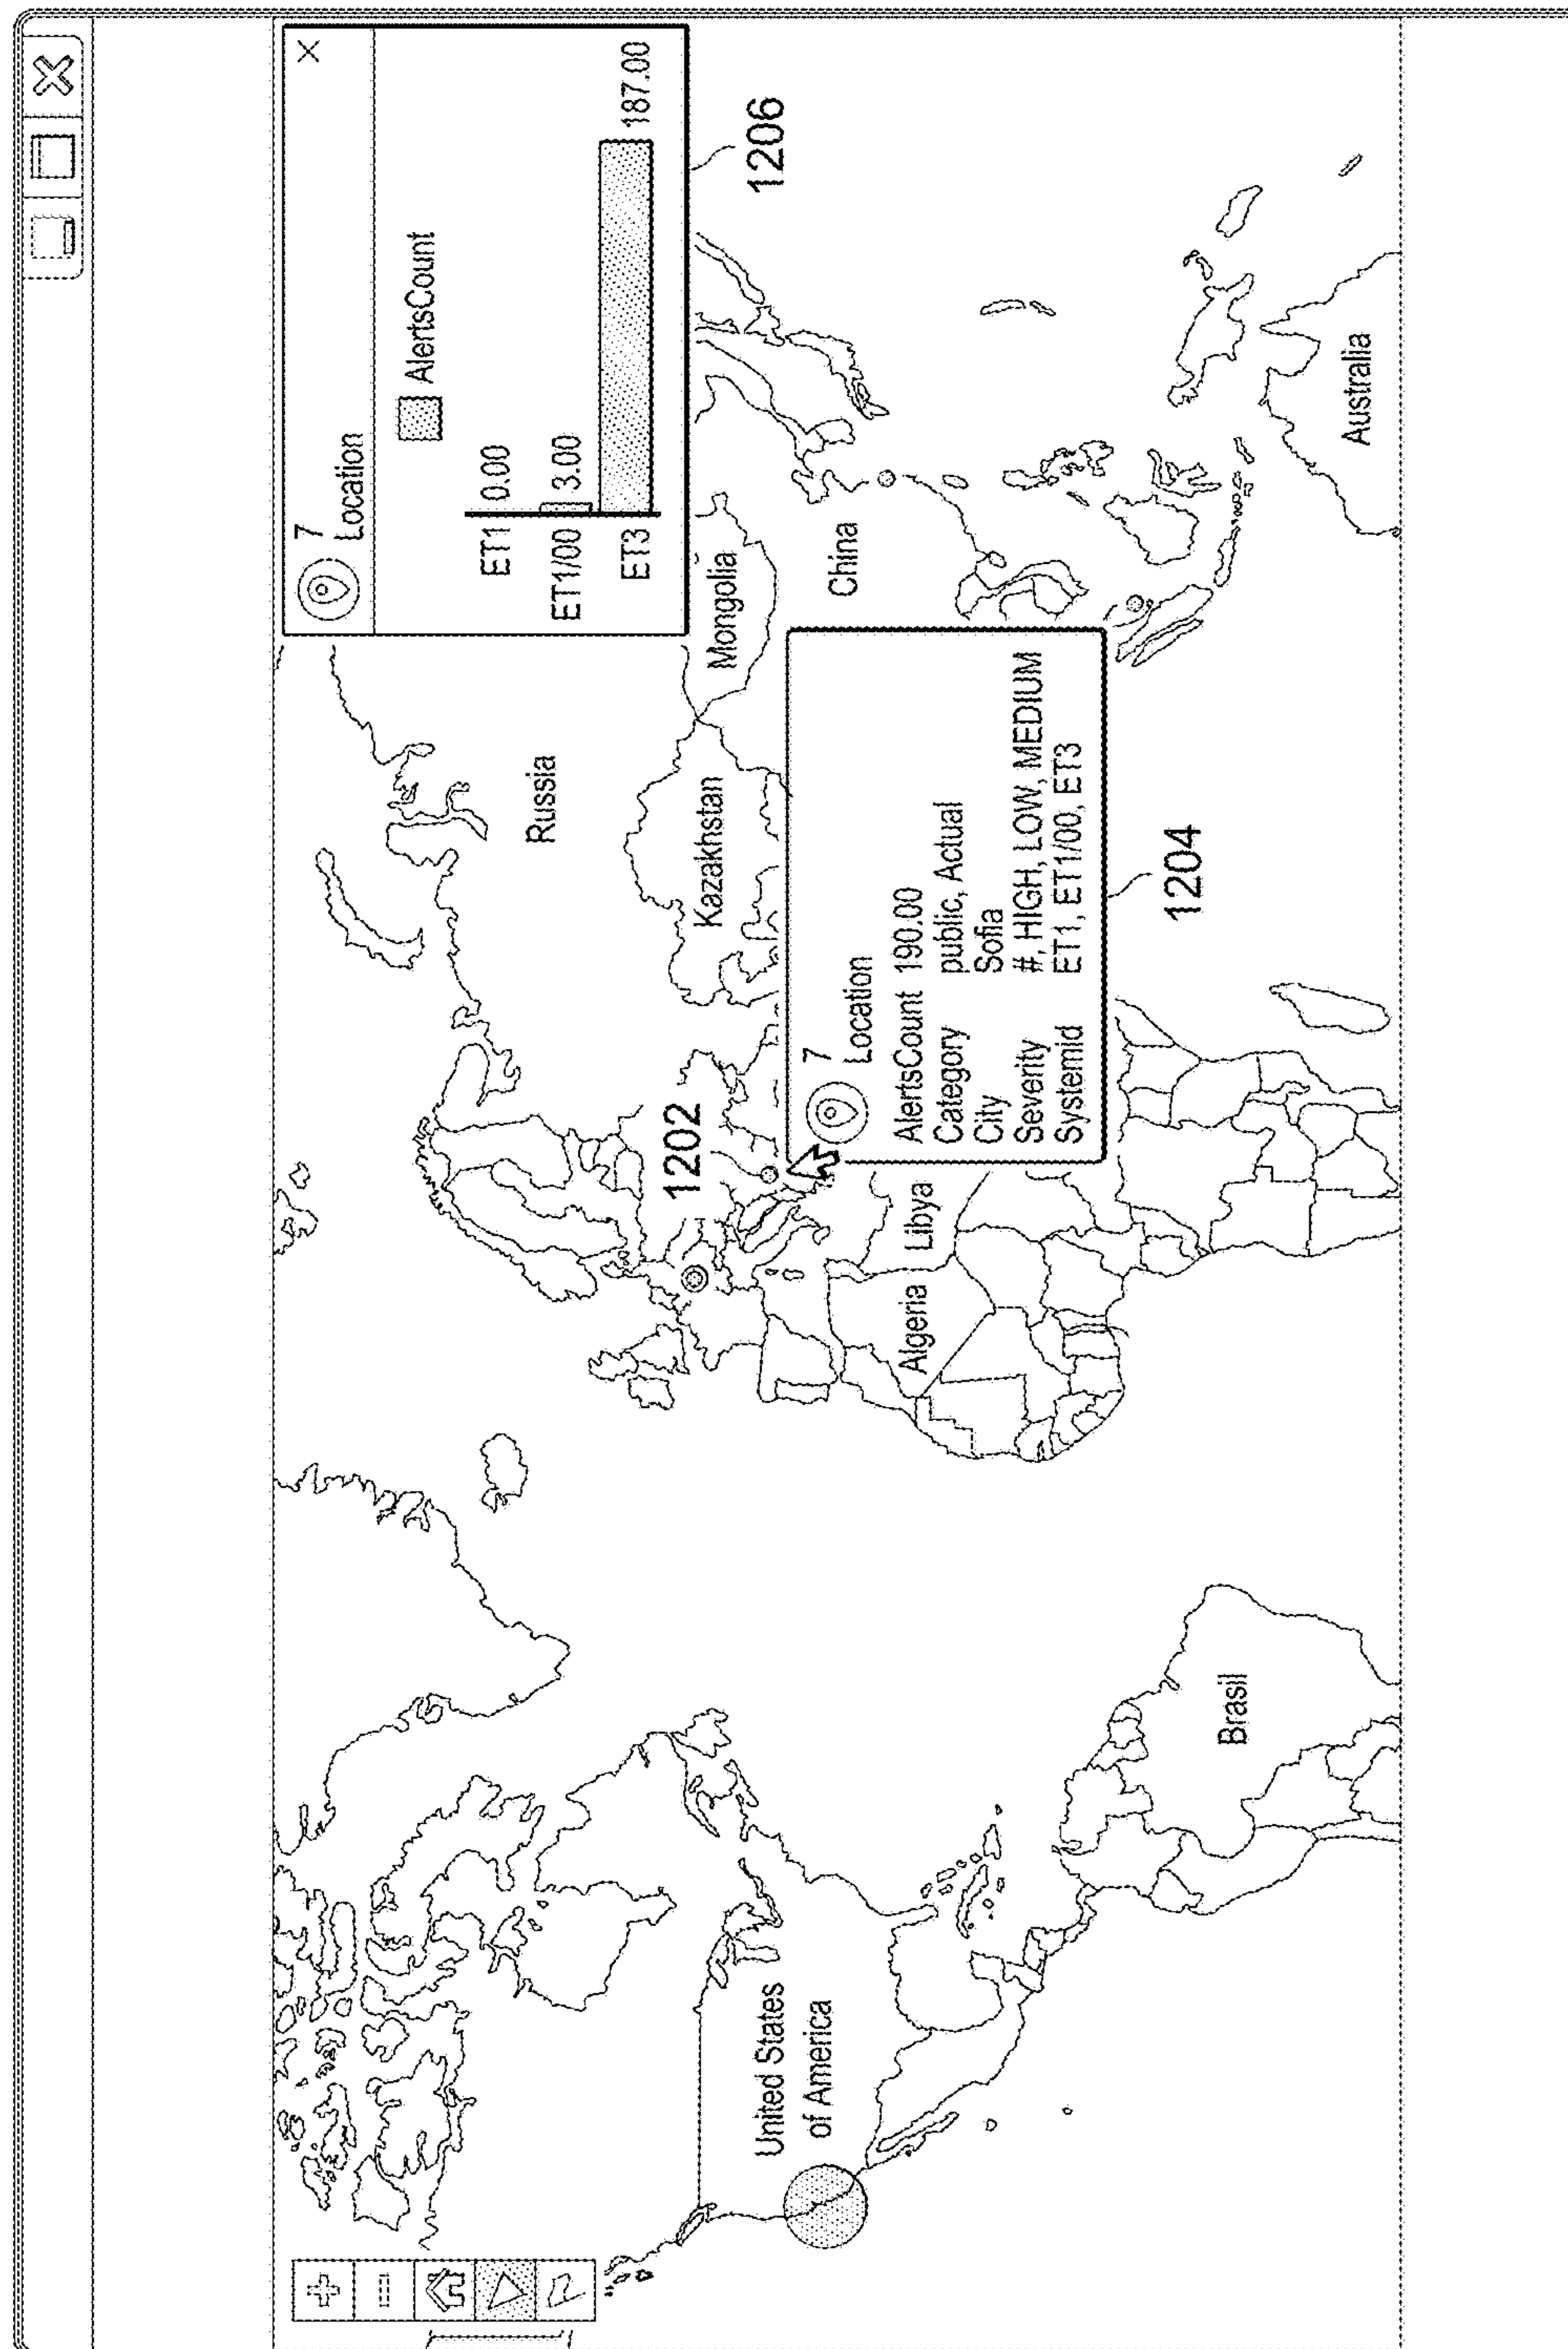 7
Location
×
AlertsCount
ET1 0.00
ET1/00 3.00
ET3 187.00
1206
Russia
Mongolia
Kazakhstan
China
1202
7
Location
AlertsCount 190.00
Category public, Actual
City Sofia
Severity #, HIGH, LOW, MEDIUM
Systemid ET1, ET1/00, ET3
1204
United States
of America
Algeria
Libya
Brasil
Australia